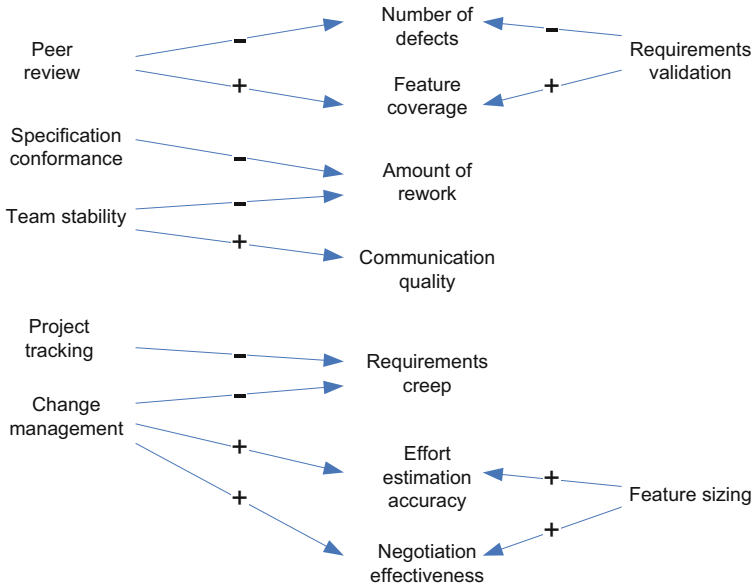 Peer
review
Specification
conformance
Team stability
Project
tracking
Change
management
-
+
-
-
+
-
-
+
+
Number of
defects
Feature
coverage
Amount of
rework
Communication
quality
Requirements
creep
Effort
estimation
accuracy
Negotiation
effectiveness
-
+
+
+
Requirements
validation
Feature sizing